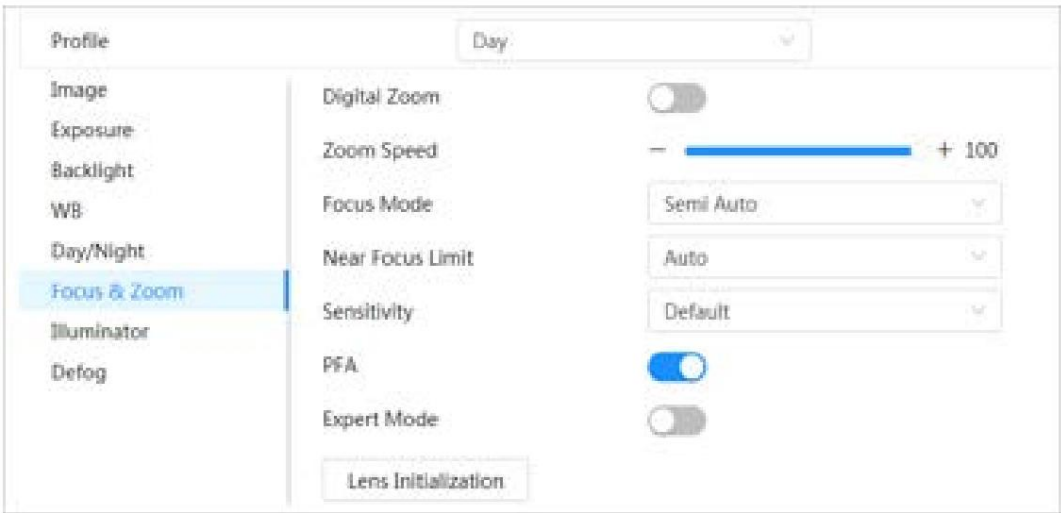 Profile
Day
Image
Exposure
Backlight
WB
Day/Night
Focus & Zoom
Illuminator
Defog
Digital Zoom
Zoom Speed
− + 100
Focus Mode
Semi Auto
Near Focus Limit
Auto
Sensitivity
Default
PFA
Expert Mode
Lens Initialization